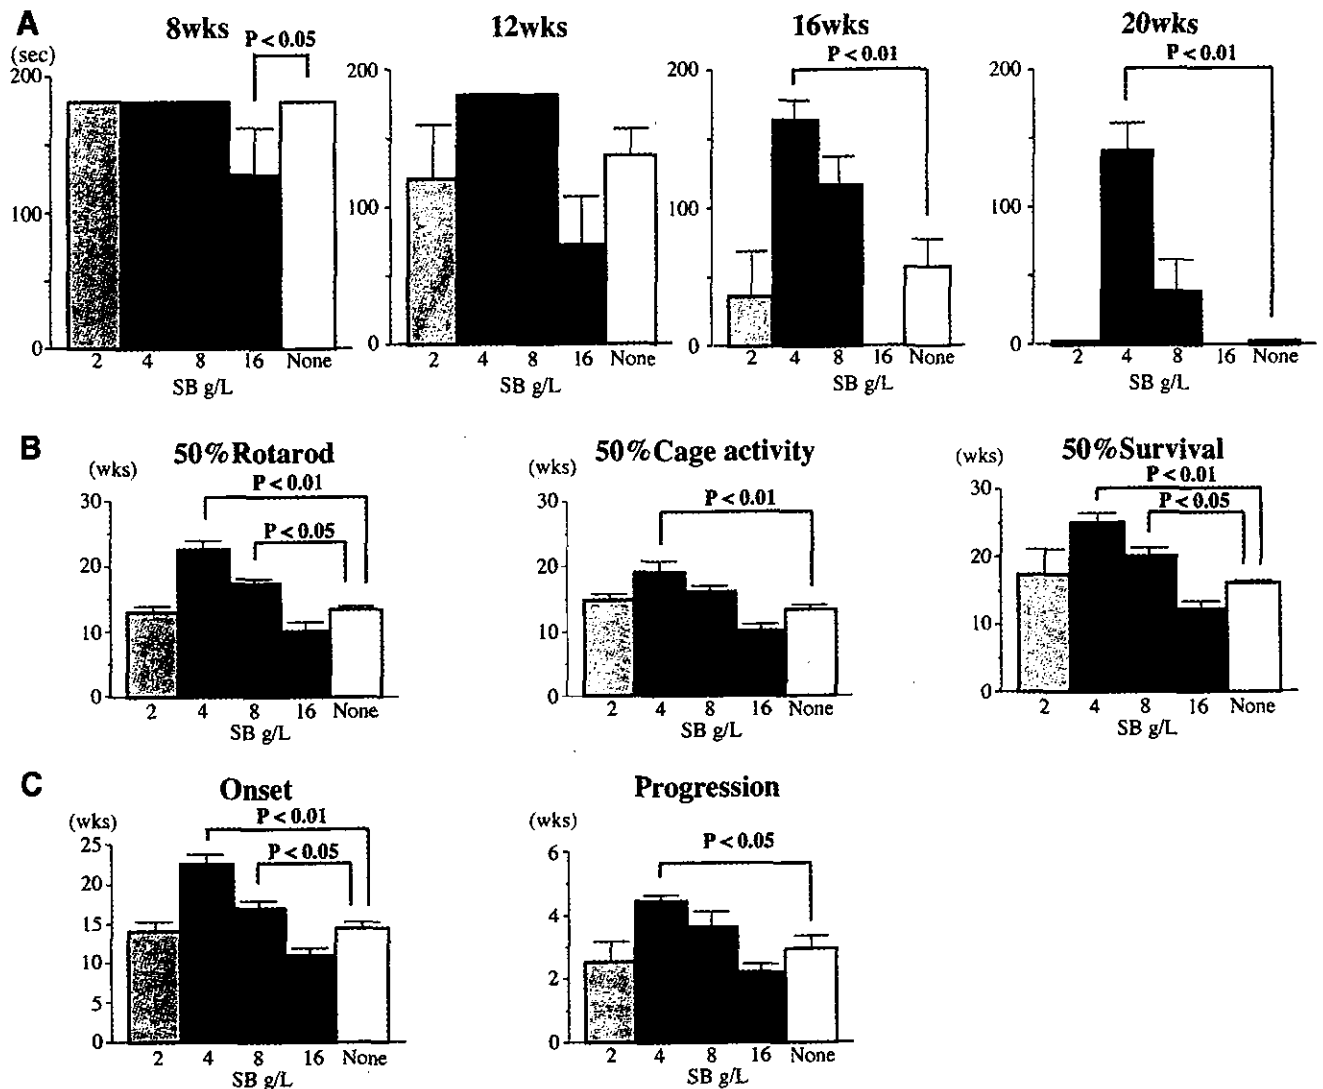 A
8wks
12wks
16wks
20wks
(sec)
P < 0.05
P < 0.01
P < 0.01
200
100
0
200
100
0
200
100
0
200
100
0
2 4 8 16 None
2 4 8 16 None
2 4 8 16 None
2 4 8 16 None
SB g/L
SB g/L
SB g/L
SB g/L
B
50%Rotarod
50%Cage activity
50%Survival
(wks)
P < 0.01
P < 0.05
30
20
10
0
2 4 8 16 None
SB g/L
(wks)
P < 0.01
30
20
10
0
2 4 8 16 None
SB g/L
(wks)
P < 0.01
P < 0.05
30
20
10
0
2 4 8 16 None
SB g/L
C
Onset
Progression
(wks)
P < 0.01
P < 0.05
25
20
15
10
5
0
2 4 8 16 None
SB g/L
(wks)
P < 0.05
6
4
2
0
2 4 8 16 None
SB g/L